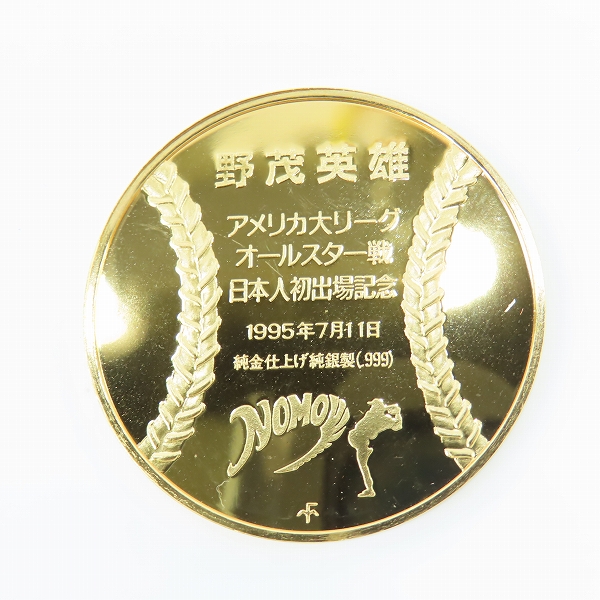 野茂英雄
アメリカ大リーグ
オールスター戦
日本人初出場記念
1995年7月11日
純金仕上げ純銀製(.999)
NOMO